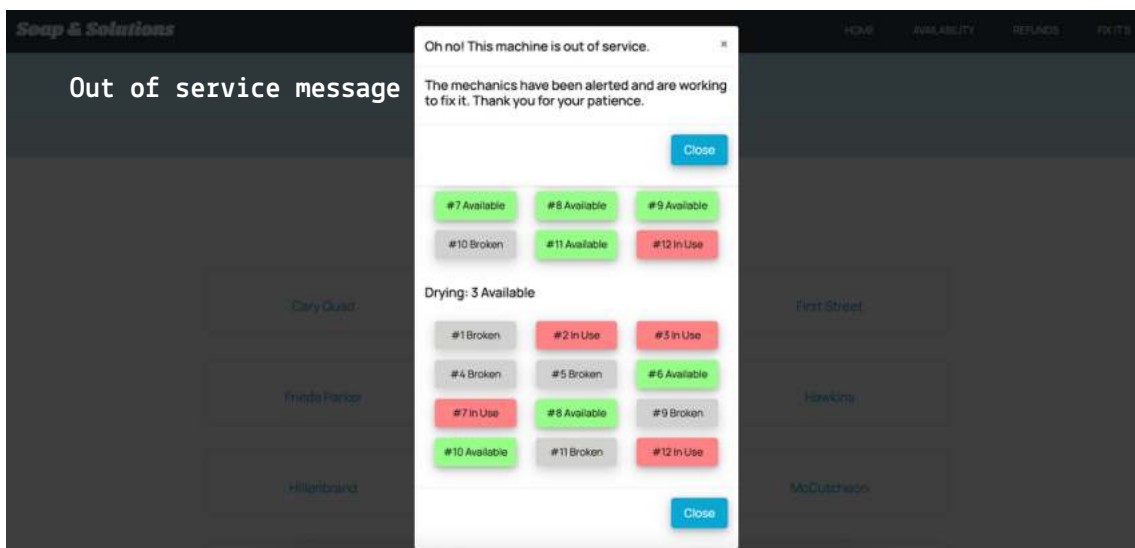 Soap & Solutions
HOME AVAILABILITY REFUNDS FIX IT'S
Out of service message
Oh no! This machine is out of service. ×
The mechanics have been alerted and are working
to fix it. Thank you for your patience.
Close
#7 Available #8 Available #9 Available
#10 Broken #11 Available #12 In Use
Drying: 3 Available
#1 Broken #2 In Use #3 In Use
#4 Broken #5 Broken #6 Available
#7 In Use #8 Available #9 Broken
#10 Available #11 Broken #12 In Use
Close
Cary Quad First Street
Frieda Parker Hawkins
Hillenbrand McCutcheon